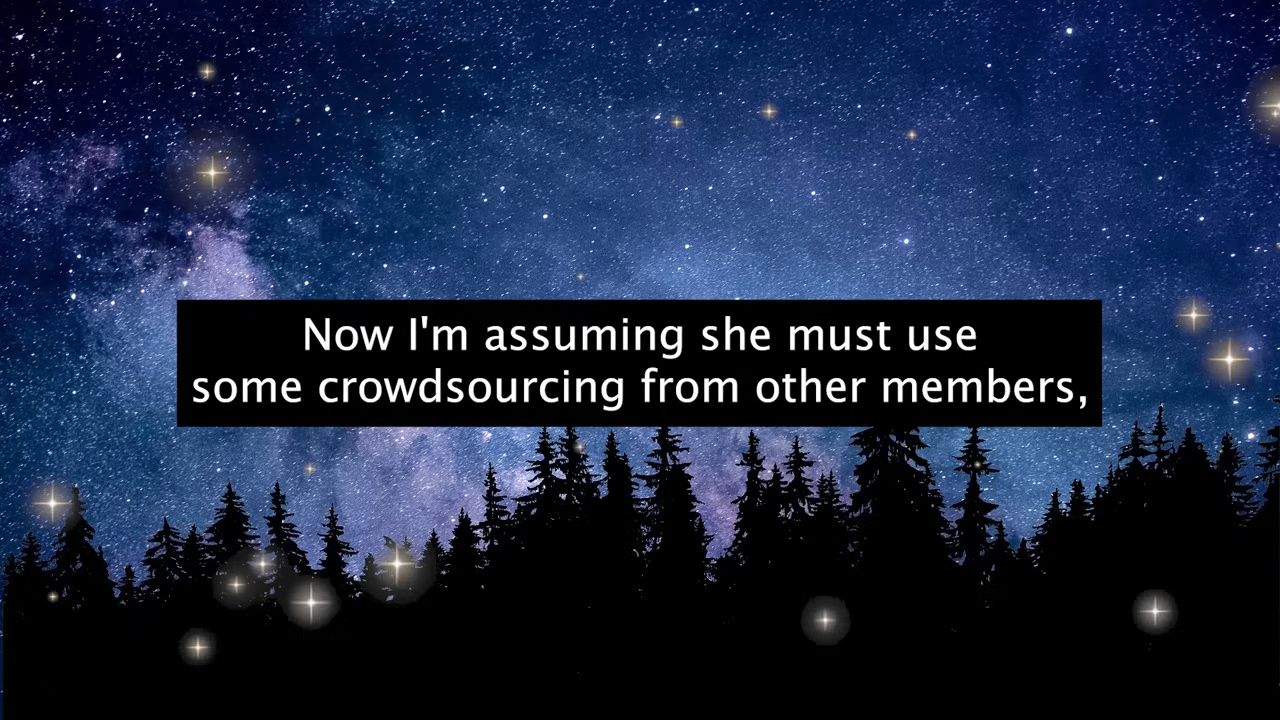 Now I'm assuming she must use
some crowdsourcing from other members,